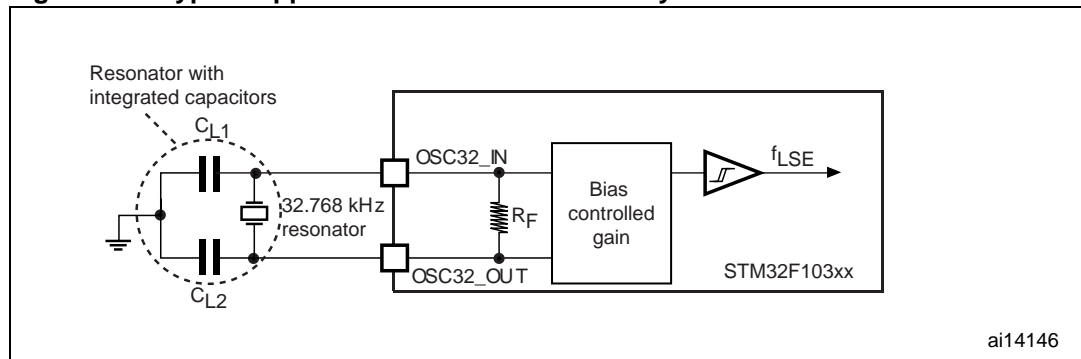 Resonator with
integrated capacitors
CL1
OSC32_IN
fLSE
32.768 kHz
resonator
RF
Bias
controlled
gain
OSC32_OUT
STM32F103xx
CL2
ai14146